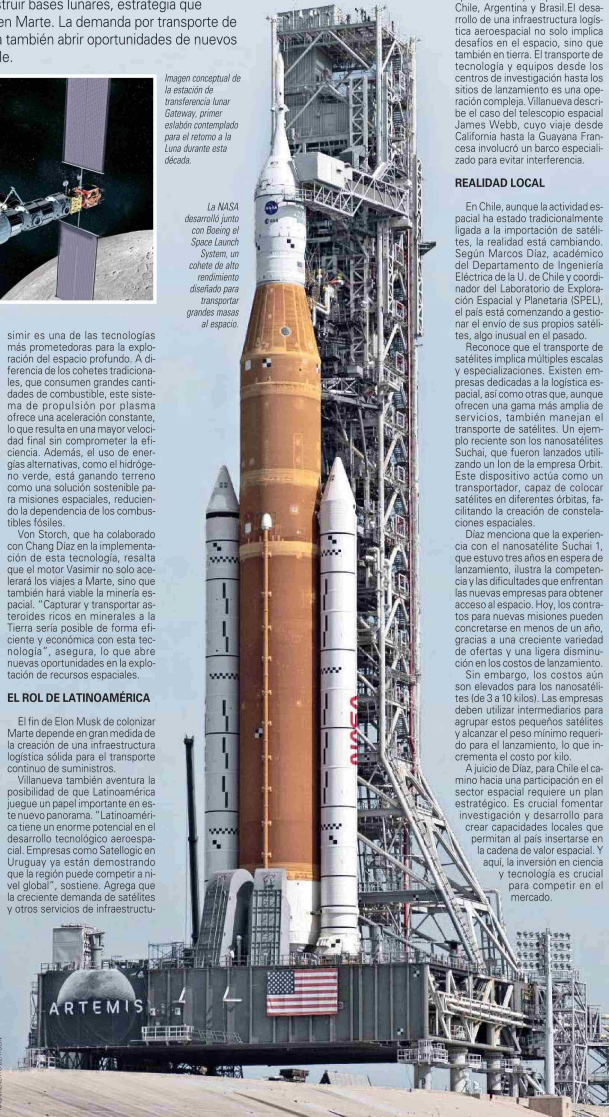 struir bases lunares, estrategia que
en Marte. La demanda por transporte de
a también abrir oportunidades de nuevos
le.
Imagen conceptual de
la estación de
transferencia lunar
Gateway, primer
eslabón contemplado
para el retorno a la
Luna durante esta
década.
La NASA
desarrolló junto
con Boeing el
Space Launch
System, un
cohete de alto
rendimiento
diseñado para
transportar
grandes masas
al espacio.
simir es una de las tecnologías
más prometedoras para la explo-
ración del espacio profundo. A di-
ferencia de los cohetes tradiciona-
les, que consumen grandes canti-
dades de combustible, este siste-
ma de propulsión por plasma
ofrece una aceleración constante,
lo que resulta en una mayor veloci-
dad final sin comprometer la efi-
ciencia. Además, el uso de ener-
gías alternativas, como el hidróge-
no verde, está ganando terreno
como una solución sostenible pa-
ra misiones espaciales, reducien-
do la dependencia de los combus-
tibles fósiles.
Von Storch, que ha colaborado
con Chang Díaz en la implementa-
ción de esta tecnología, resalta
que el motor Vasimir no solo ace-
lerará los viajes a Marte, sino que
también hará viable la minería es-
pacial. “Capturar y transportar as-
teroides ricos en minerales a la
Tierra sería posible de forma efi-
ciente y económica con esta tec-
nología”, asegura, lo que abre
nuevas oportunidades en la explo-
tación de recursos espaciales.
EL ROL DE LATINOAMÉRICA
El fin de Elon Musk de colonizar
Marte depende en gran medida de
la creación de una infraestructura
logística sólida para el transporte
continuo de suministros.
Villanueva también aventura la
posibilidad de que Latinoamérica
juegue un papel importante en es-
te nuevo panorama. “Latinoaméri-
ca tiene un enorme potencial en el
desarrollo tecnológico aeroespa-
cial. Empresas como Satellogic en
Uruguay ya están demostrando
que la región puede competir a ni-
vel global”, sostiene. Agrega que
la creciente demanda de satélites
y otros servicios de infraestructu-
Chile, Argentina y Brasil.El desa-
rrollo de una infraestructura logís-
tica aeroespacial no solo implica
desafíos en el espacio, sino que
también en tierra. El transporte de
tecnología y equipos desde los
centros de investigación hasta los
sitios de lanzamiento es una ope-
ración compleja. Villanueva descri-
be el caso del telescopio espacial
James Webb, cuyo viaje desde
California hasta la Guayana Fran-
cesa involucró un barco especiali-
zado para evitar interferencia.
REALIDAD LOCAL
En Chile, aunque la actividad es-
pacial ha estado tradicionalmente
ligada a la importación de satéli-
tes, la realidad está cambiando.
Según Marcos Díaz, académico
del Departamento de Ingeniería
Eléctrica de la U. de Chile y coordi-
nador del Laboratorio de Explora-
ción Espacial y Planetaria (SPEL),
el país está comenzando a gestio-
nar el envío de sus propios satéli-
tes, algo inusual en el pasado.
Reconoce que el transporte de
satélites implica múltiples escalas
y especializaciones. Existen em-
presas dedicadas a la logística es-
pacial, así como otras que, aunque
ofrecen una gama más amplia de
servicios, también manejan el
transporte de satélites. Un ejem-
plo reciente son los nanosatélites
Suchai, que fueron lanzados utili-
zando un Ion de la empresa Orbit.
Este dispositivo actúa como un
transportador, capaz de colocar
satélites en diferentes órbitas, fa-
cilitando la creación de constela-
ciones espaciales.
Díaz menciona que la experien-
cia con el nanosatélite Suchai 1,
que estuvo tres años en espera de
lanzamiento, ilustra la competen-
cia y las dificultades que enfrentan
las nuevas empresas para obtener
acceso al espacio. Hoy, los contra-
tos para nuevas misiones pueden
concretarse en menos de un año,
gracias a una creciente variedad
de ofertas y una ligera disminu-
ción en los costos de lanzamiento.
Sin embargo, los costos aún
son elevados para los nanosatéli-
tes (de 3 a 10 kilos). Las empresas
deben utilizar intermediarios para
agrupar estos pequeños satélites
y alcanzar el peso mínimo requeri-
do para el lanzamiento, lo que in-
crementa el costo por kilo.
A juicio de Díaz, para Chile el ca-
mino hacia una participación en el
sector espacial requiere un plan
estratégico. Es crucial fomentar
investigación y desarrollo para
crear capacidades locales que
permitan al país insertarse en
la cadena de valor espacial. Y
aquí, la inversión en ciencia
y tecnología es crucial
para competir en el
mercado.
NASA
esa
NASA
ARTEMIS